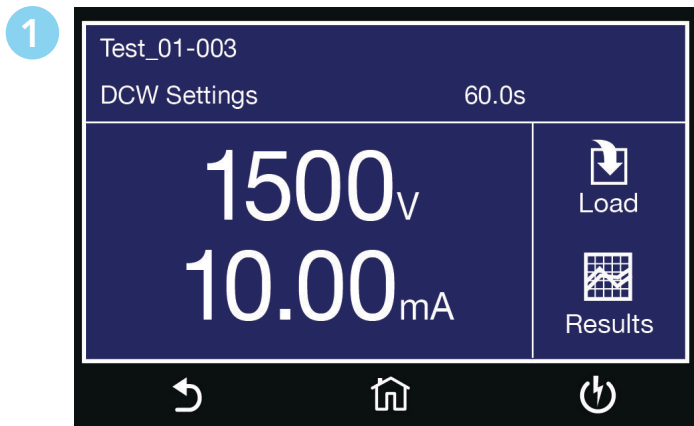 1
Test_01-003
DCW Settings 60.0s
1500V
10.00mA
Load
Results